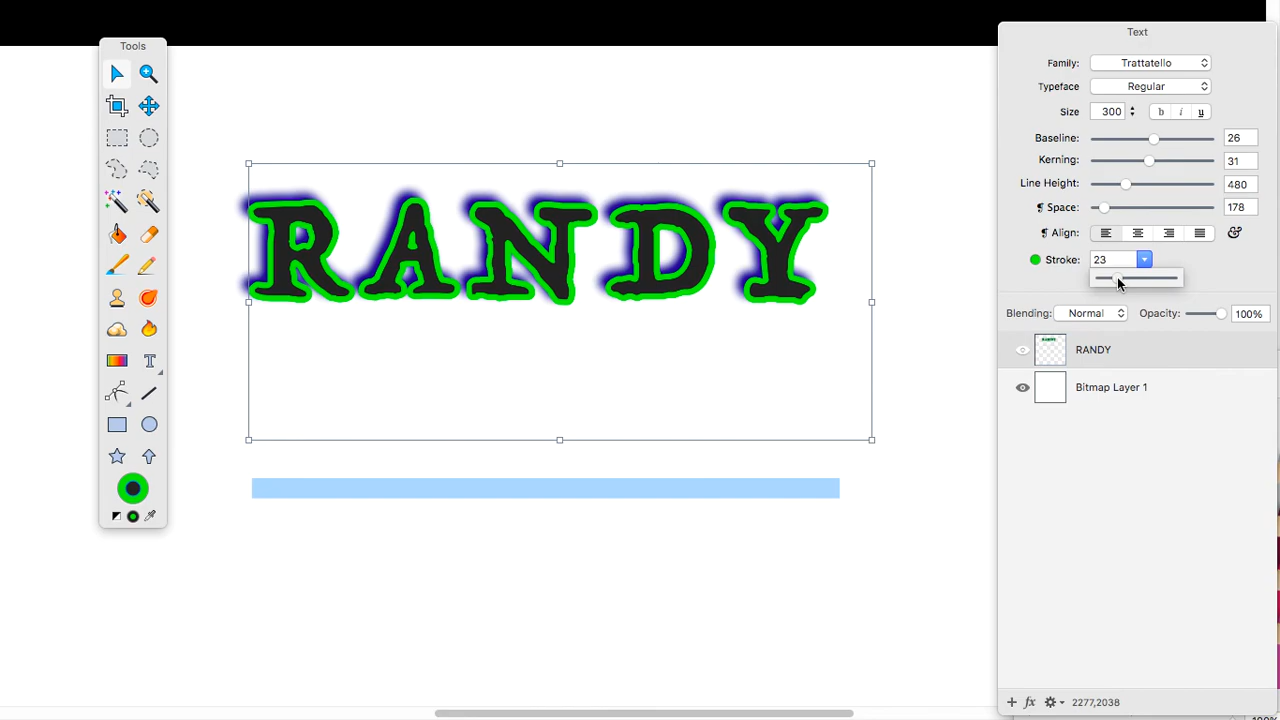 Tools
Text
Family: Trattatello
Typeface Regular
Size 300 b i u
Baseline: 26
Kerning: 31
Line Height: 480
¶ Space: 178
¶ Align:
Stroke: 23
Blending: Normal Opacity: 100%
RANDY
Bitmap Layer 1
RANDY
T
+ fx 2277,2038